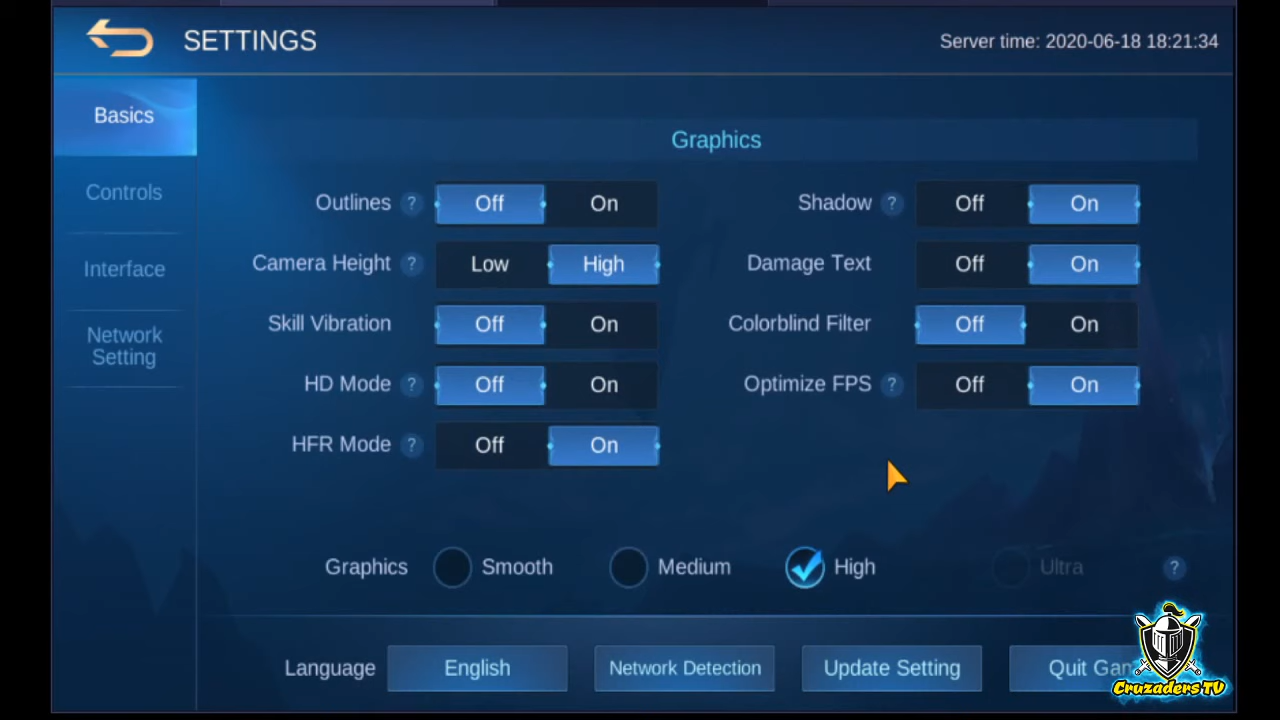 SETTINGS
Server time: 2020-06-18 18:21:34
Basics
Controls
Interface
Network
Setting
Graphics
Outlines ? Off On
Shadow ? Off On
Camera Height ? Low High
Damage Text Off On
Skill Vibration Off On
Colorblind Filter Off On
HD Mode ? Off On
Optimize FPS ? Off On
HFR Mode ? Off On
Graphics Smooth Medium High Ultra ?
Language English Network Detection Update Setting Quit Gam
Cruzaders TV